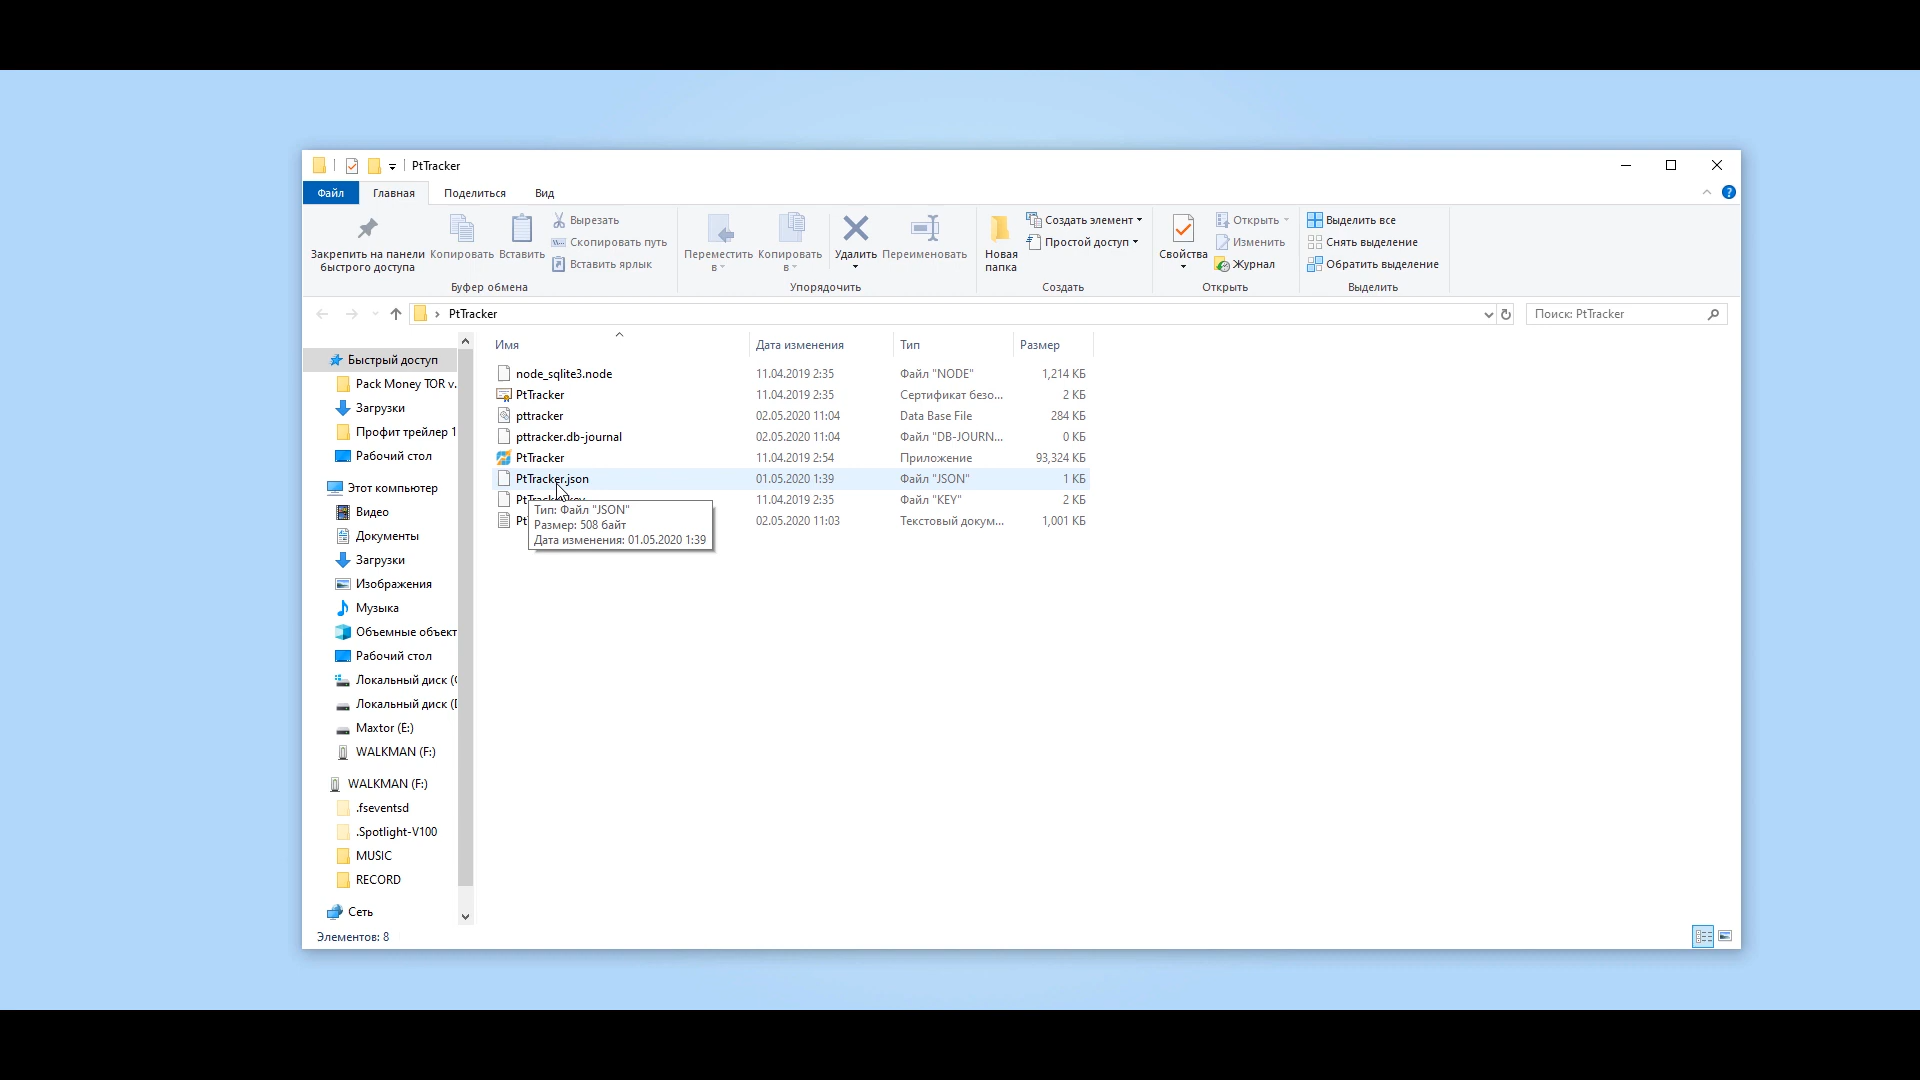 PtTracker
Файл Главная Поделиться Вид
Закрепить на панели быстрого доступа
Копировать
Вставить
Вырезать
Скопировать путь
Вставить ярлык
Буфер обмена
Переместить в
Копировать в
Удалить
Переименовать
Упорядочить
Новая папка
Создать элемент
Простой доступ
Создать
Свойства
Открыть
Изменить
Журнал
Открыть
Выделить все
Снять выделение
Обратить выделение
Выделить
PtTracker
Поиск: PtTracker
Быстрый доступ
Pack Money TOR v.
Загрузки
Профит трейлер 1
Рабочий стол
Этот компьютер
Видео
Документы
Загрузки
Изображения
Музыка
Объемные объект
Рабочий стол
Локальный диск (
Локальный диск (
Maxtor (E:)
WALKMAN (F:)
WALKMAN (F:)
.fseventsd
.Spotlight-V100
MUSIC
RECORD
Сеть
Имя Дата изменения Тип Размер
node_sqlite3.node 11.04.2019 2:35 Файл "NODE" 1,214 КБ
PtTracker 11.04.2019 2:35 Сертификат безо... 2 КБ
pttracker 02.05.2020 11:04 Data Base File 284 КБ
pttracker.db-journal 02.05.2020 11:04 Файл "DB-JOURN... 0 КБ
PtTracker 11.04.2019 2:54 Приложение 93,324 КБ
PtTracker.json 01.05.2020 1:39 Файл "JSON" 1 КБ
11.04.2019 2:35 Файл "KEY" 2 КБ
02.05.2020 11:03 Текстовый докум... 1,001 КБ
Тип: Файл "JSON"
Размер: 508 байт
Дата изменения: 01.05.2020 1:39
Элементов: 8